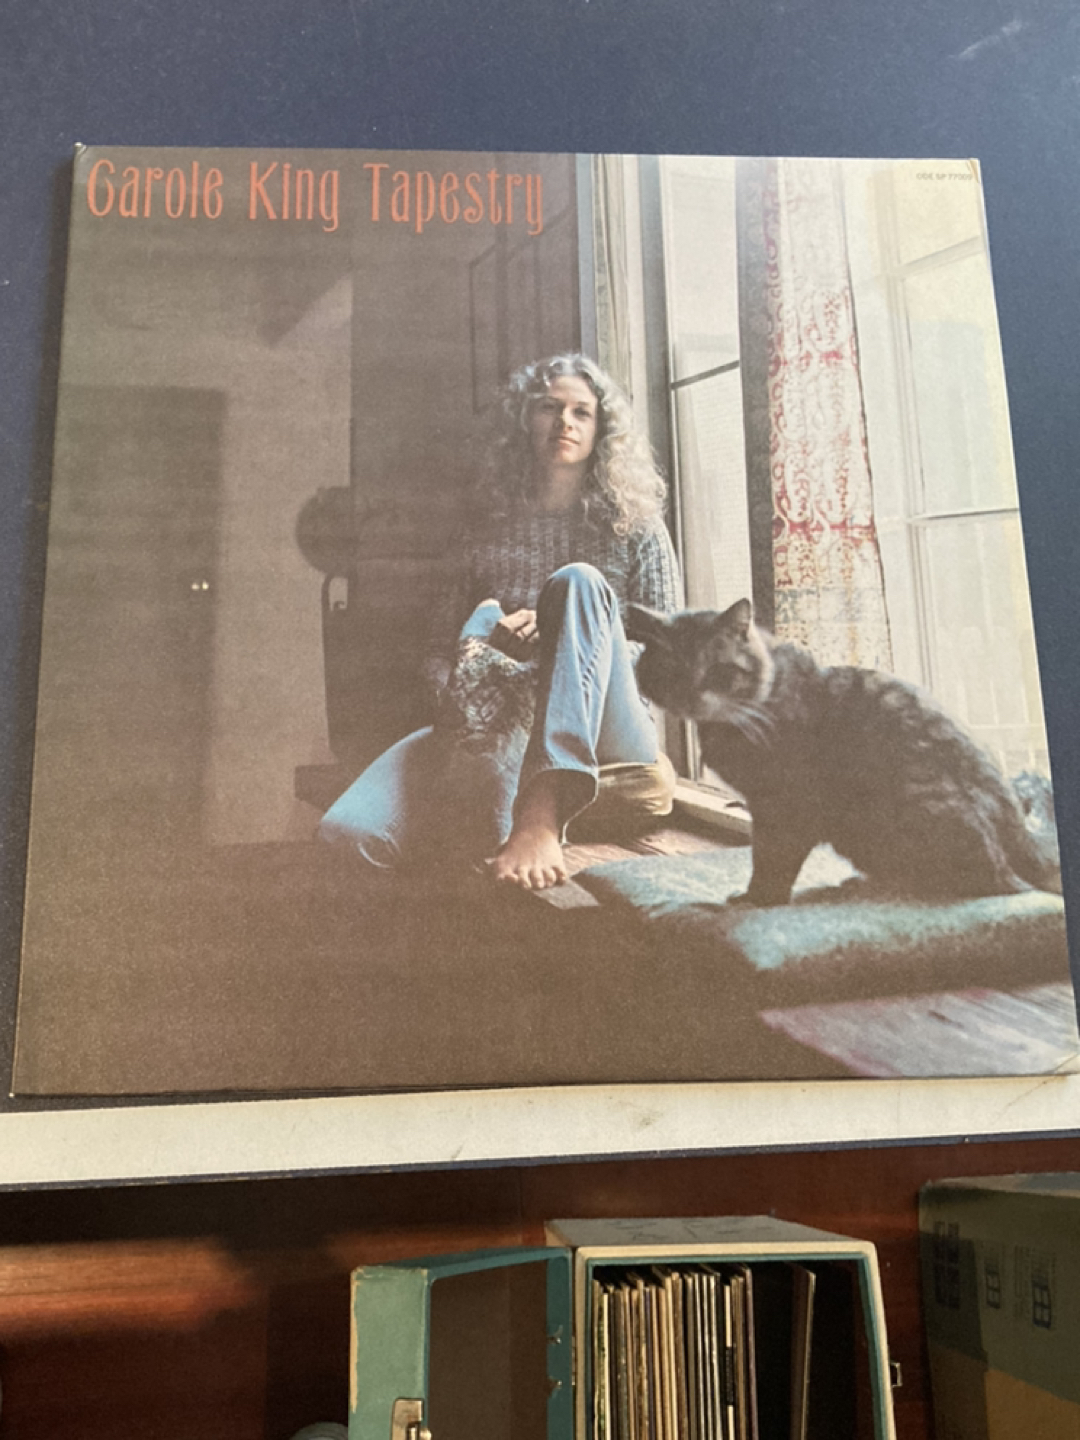 Carole King Tapestry
ODE SP 77009